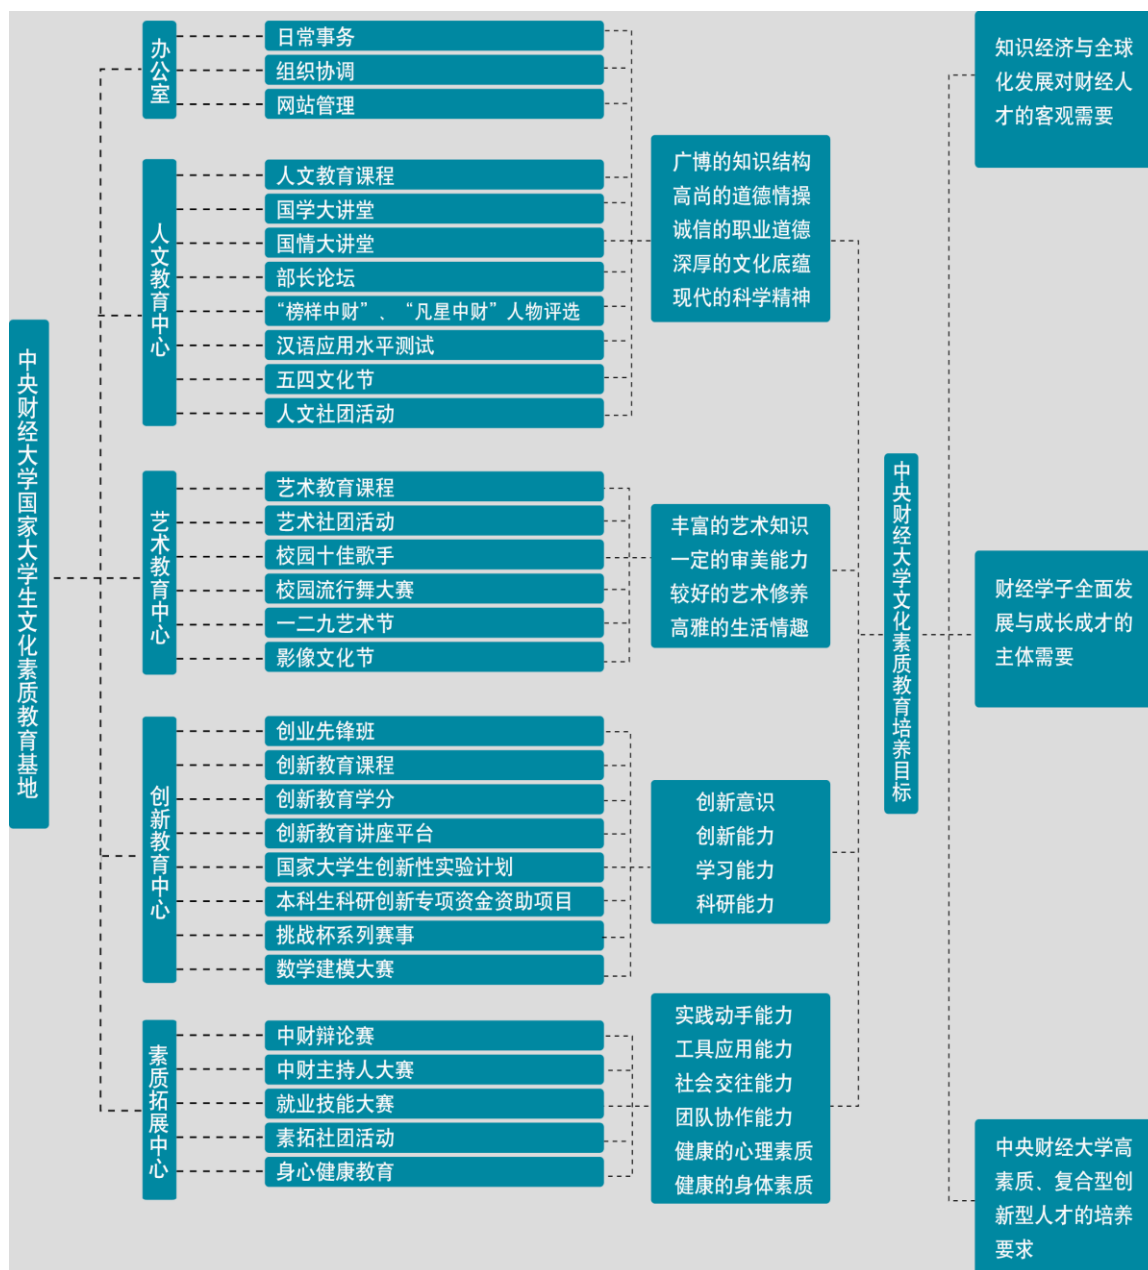 中央财经大学国家大学生文化素质教育基地
办公室
日常事务
组织协调
网站管理
人文教育中心
人文教育课程
国学大讲堂
国情大讲堂
部长论坛
“榜样中财”、“凡星中财”人物评选
汉语应用水平测试
五四文化节
人文社团活动
艺术教育中心
艺术教育课程
艺术社团活动
校园十佳歌手
校园流行舞大赛
一二九艺术节
影像文化节
创新教育中心
创业先锋班
创新教育课程
创新教育学分
创新教育讲座平台
国家大学生创新性实验计划
本科生科研创新专项资金资助项目
挑战杯系列赛事
数学建模大赛
素质拓展中心
中财辩论赛
中财主持人大赛
就业技能大赛
素拓社团活动
身心健康教育
广博的知识结构
高尚的道德情操
诚信的职业道德
深厚的文化底蕴
现代的科学精神
丰富的艺术知识
一定的审美能力
较好的艺术修养
高雅的生活情趣
创新意识
创新能力
学习能力
科研能力
实践动手能力
工具应用能力
社会交往能力
团队协作能力
健康的心理素质
健康的身体素质
中央财经大学文化素质教育培养目标
知识经济与全球
化发展对财经人
才的客观需要
财经学子全面发
展与成长成才的
主体需要
中央财经大学高
素质、复合型创
新型人才的培养
要求